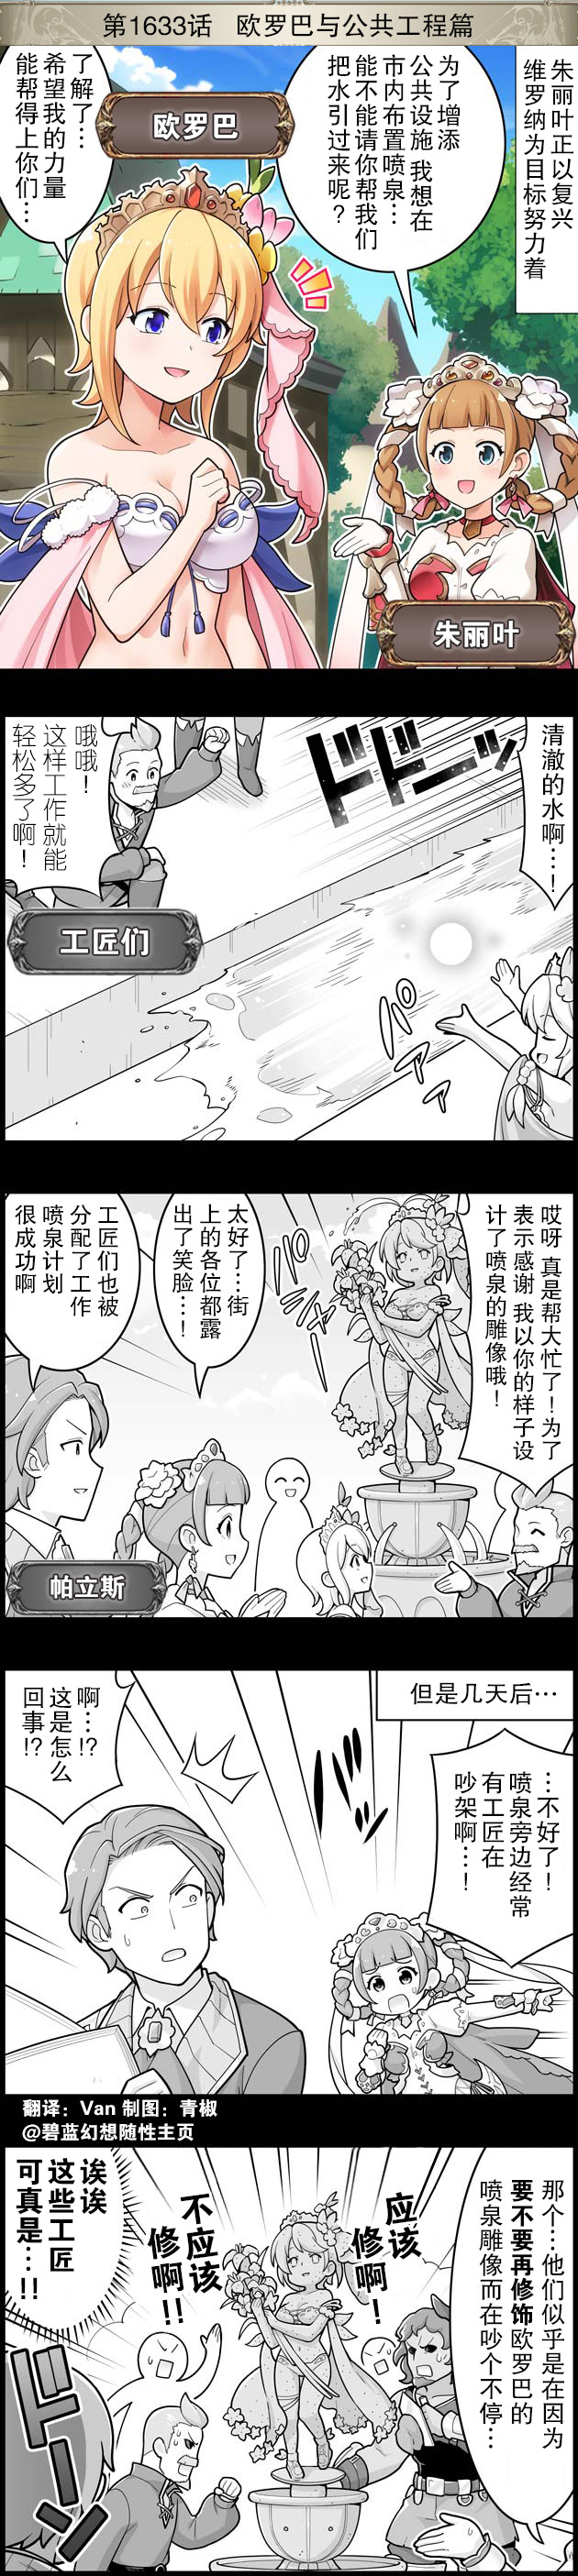 第1633话 欧罗巴与公共工程篇
朱丽叶正以复兴
维罗纳为目标努力着
为了增添
公共设施 我想在
市内布置喷泉…
能不能请你帮我们
把水引过来呢？
欧罗巴
了解了…
希望我的力量
能帮得上你们…
朱丽叶
清澈的水啊…！
ドドーッ
哦哦！
这样工作就能
轻松多了啊！
工匠们
パァァ
哎呀 真是帮大忙了！为了
表示感谢 我以你的样子设
计了喷泉的雕像哦！
太好了…街
上的各位都露
出了笑脸…！
工匠们也被
分配了工作
喷泉计划
很成功啊
帕立斯
但是几天后…
…不好了！
喷泉旁边经常
有工匠在
吵架啊…！
啊…!?
这是怎么
回事!?
翻译：Van 制图：青椒
@碧蓝幻想随性主页
那个…他们似乎是在因为
要不要再修饰欧罗巴的
喷泉雕像而在吵个不停…
应该
修啊！
不应该
修啊!!
诶诶
这些工匠
可真是…!!
ドーン